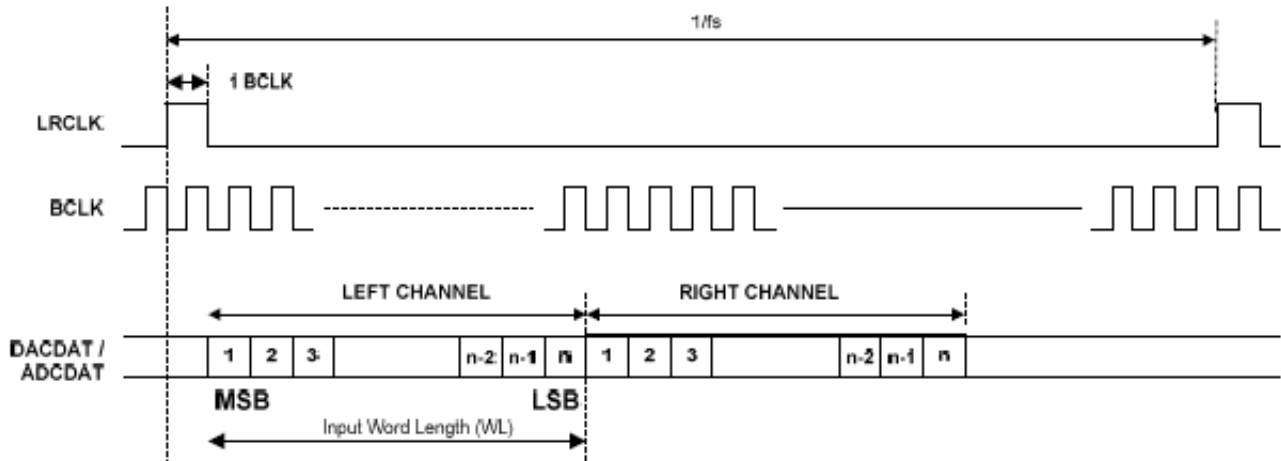 1/fs
1 BCLK
LRCLK
BCLK
LEFT CHANNEL RIGHT CHANNEL
DACDAT /
ADCDAT
1 2 3 n-2 n-1 n 1 2 3 n-2 n-1 n
MSB LSB
Input Word Length (WL)